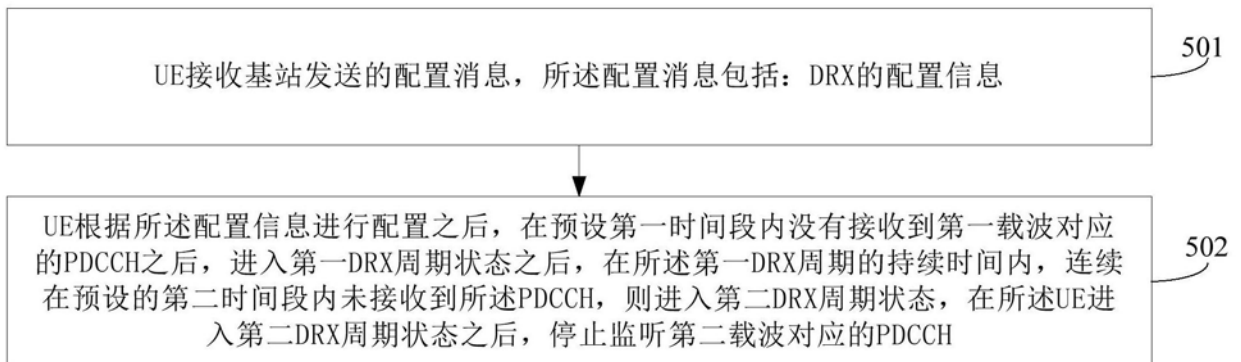 UE接收基站发送的配置消息，所述配置消息包括：DRX的配置信息
501
UE根据所述配置信息进行配置之后，在预设第一时间段内没有接收到第一载波对应
的PDCCH之后，进入第一DRX周期状态之后，在所述第一DRX周期的持续时间内，连续
在预设的第二时间段内未接收到所述PDCCH，则进入第二DRX周期状态，在所述UE进
入第二DRX周期状态之后，停止监听第二载波对应的PDCCH
502